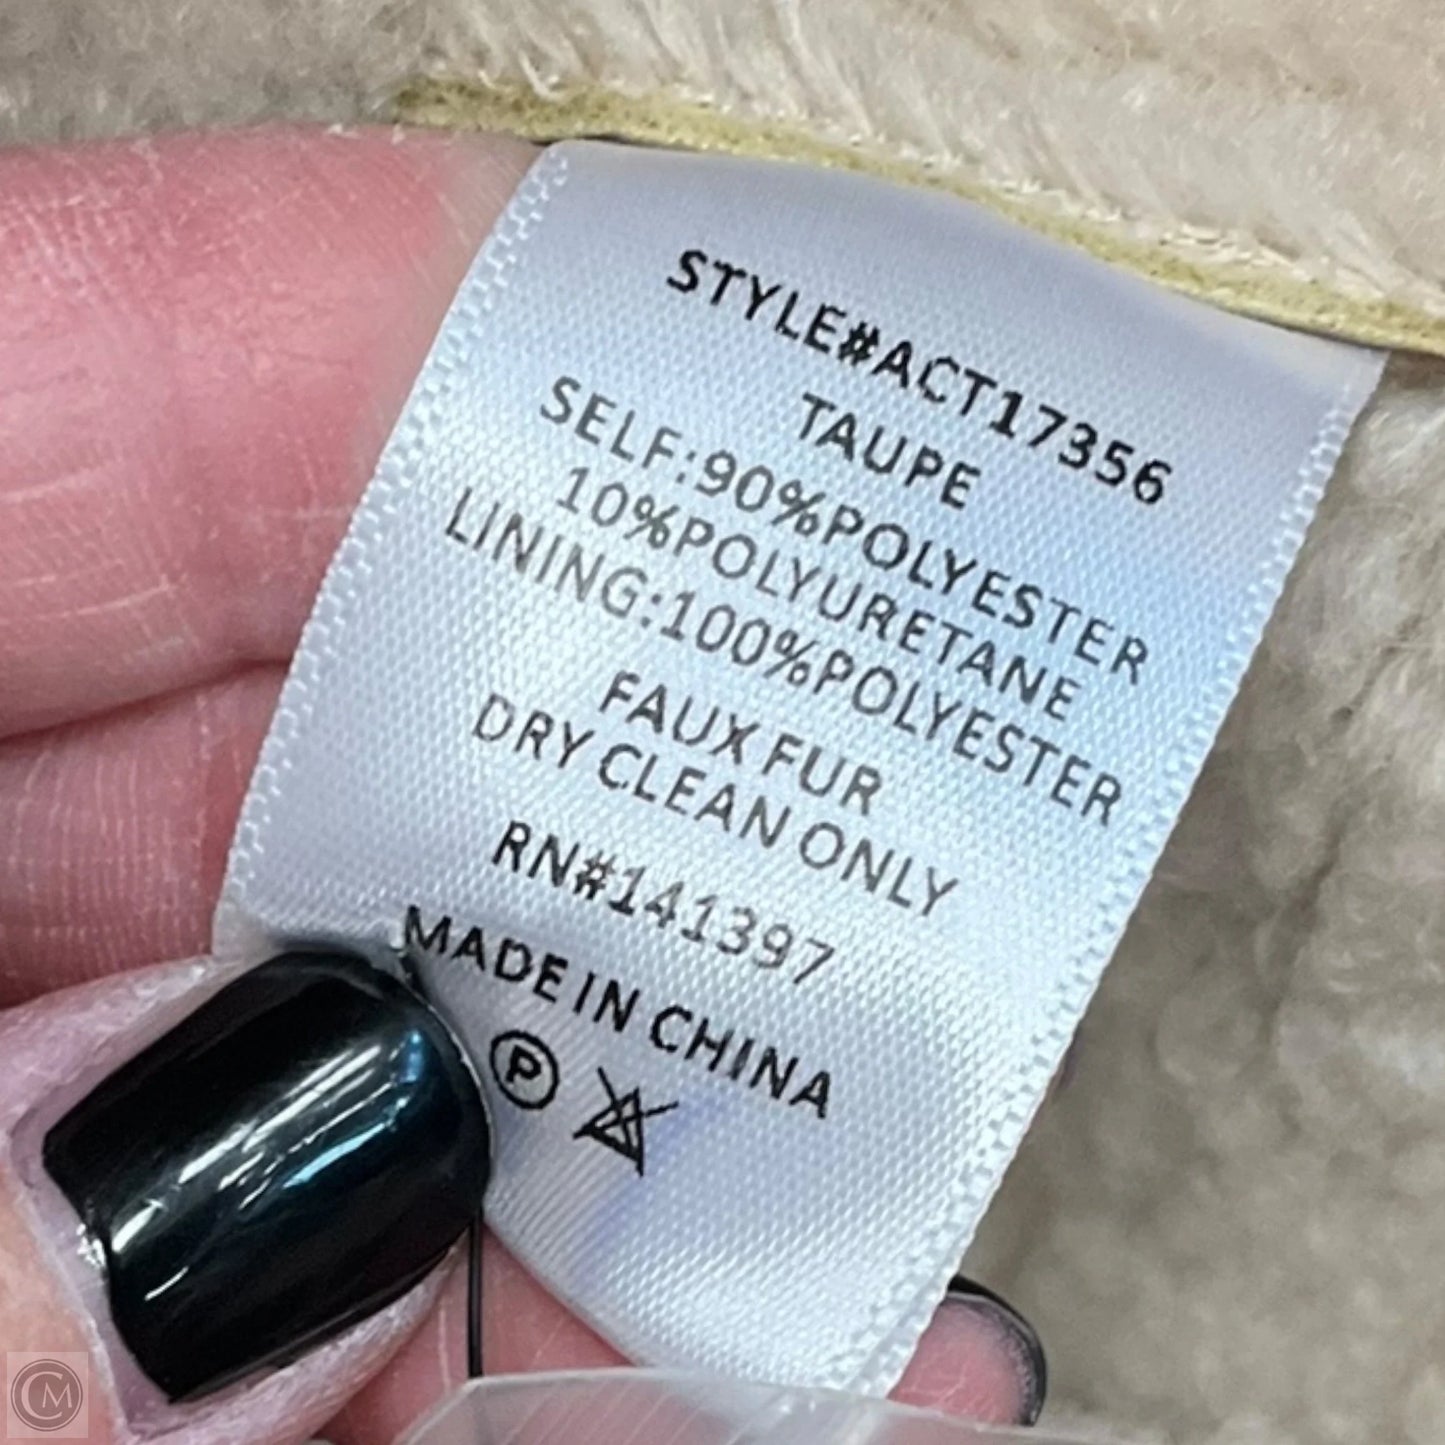 STYLE#ACT17356
TAUPE
SELF:90%POLYESTER
10%POLYURETANE
LINING:100%POLYESTER
FAUX FUR
DRY CLEAN ONLY
RN#141397
MADE IN CHINA
P
CM